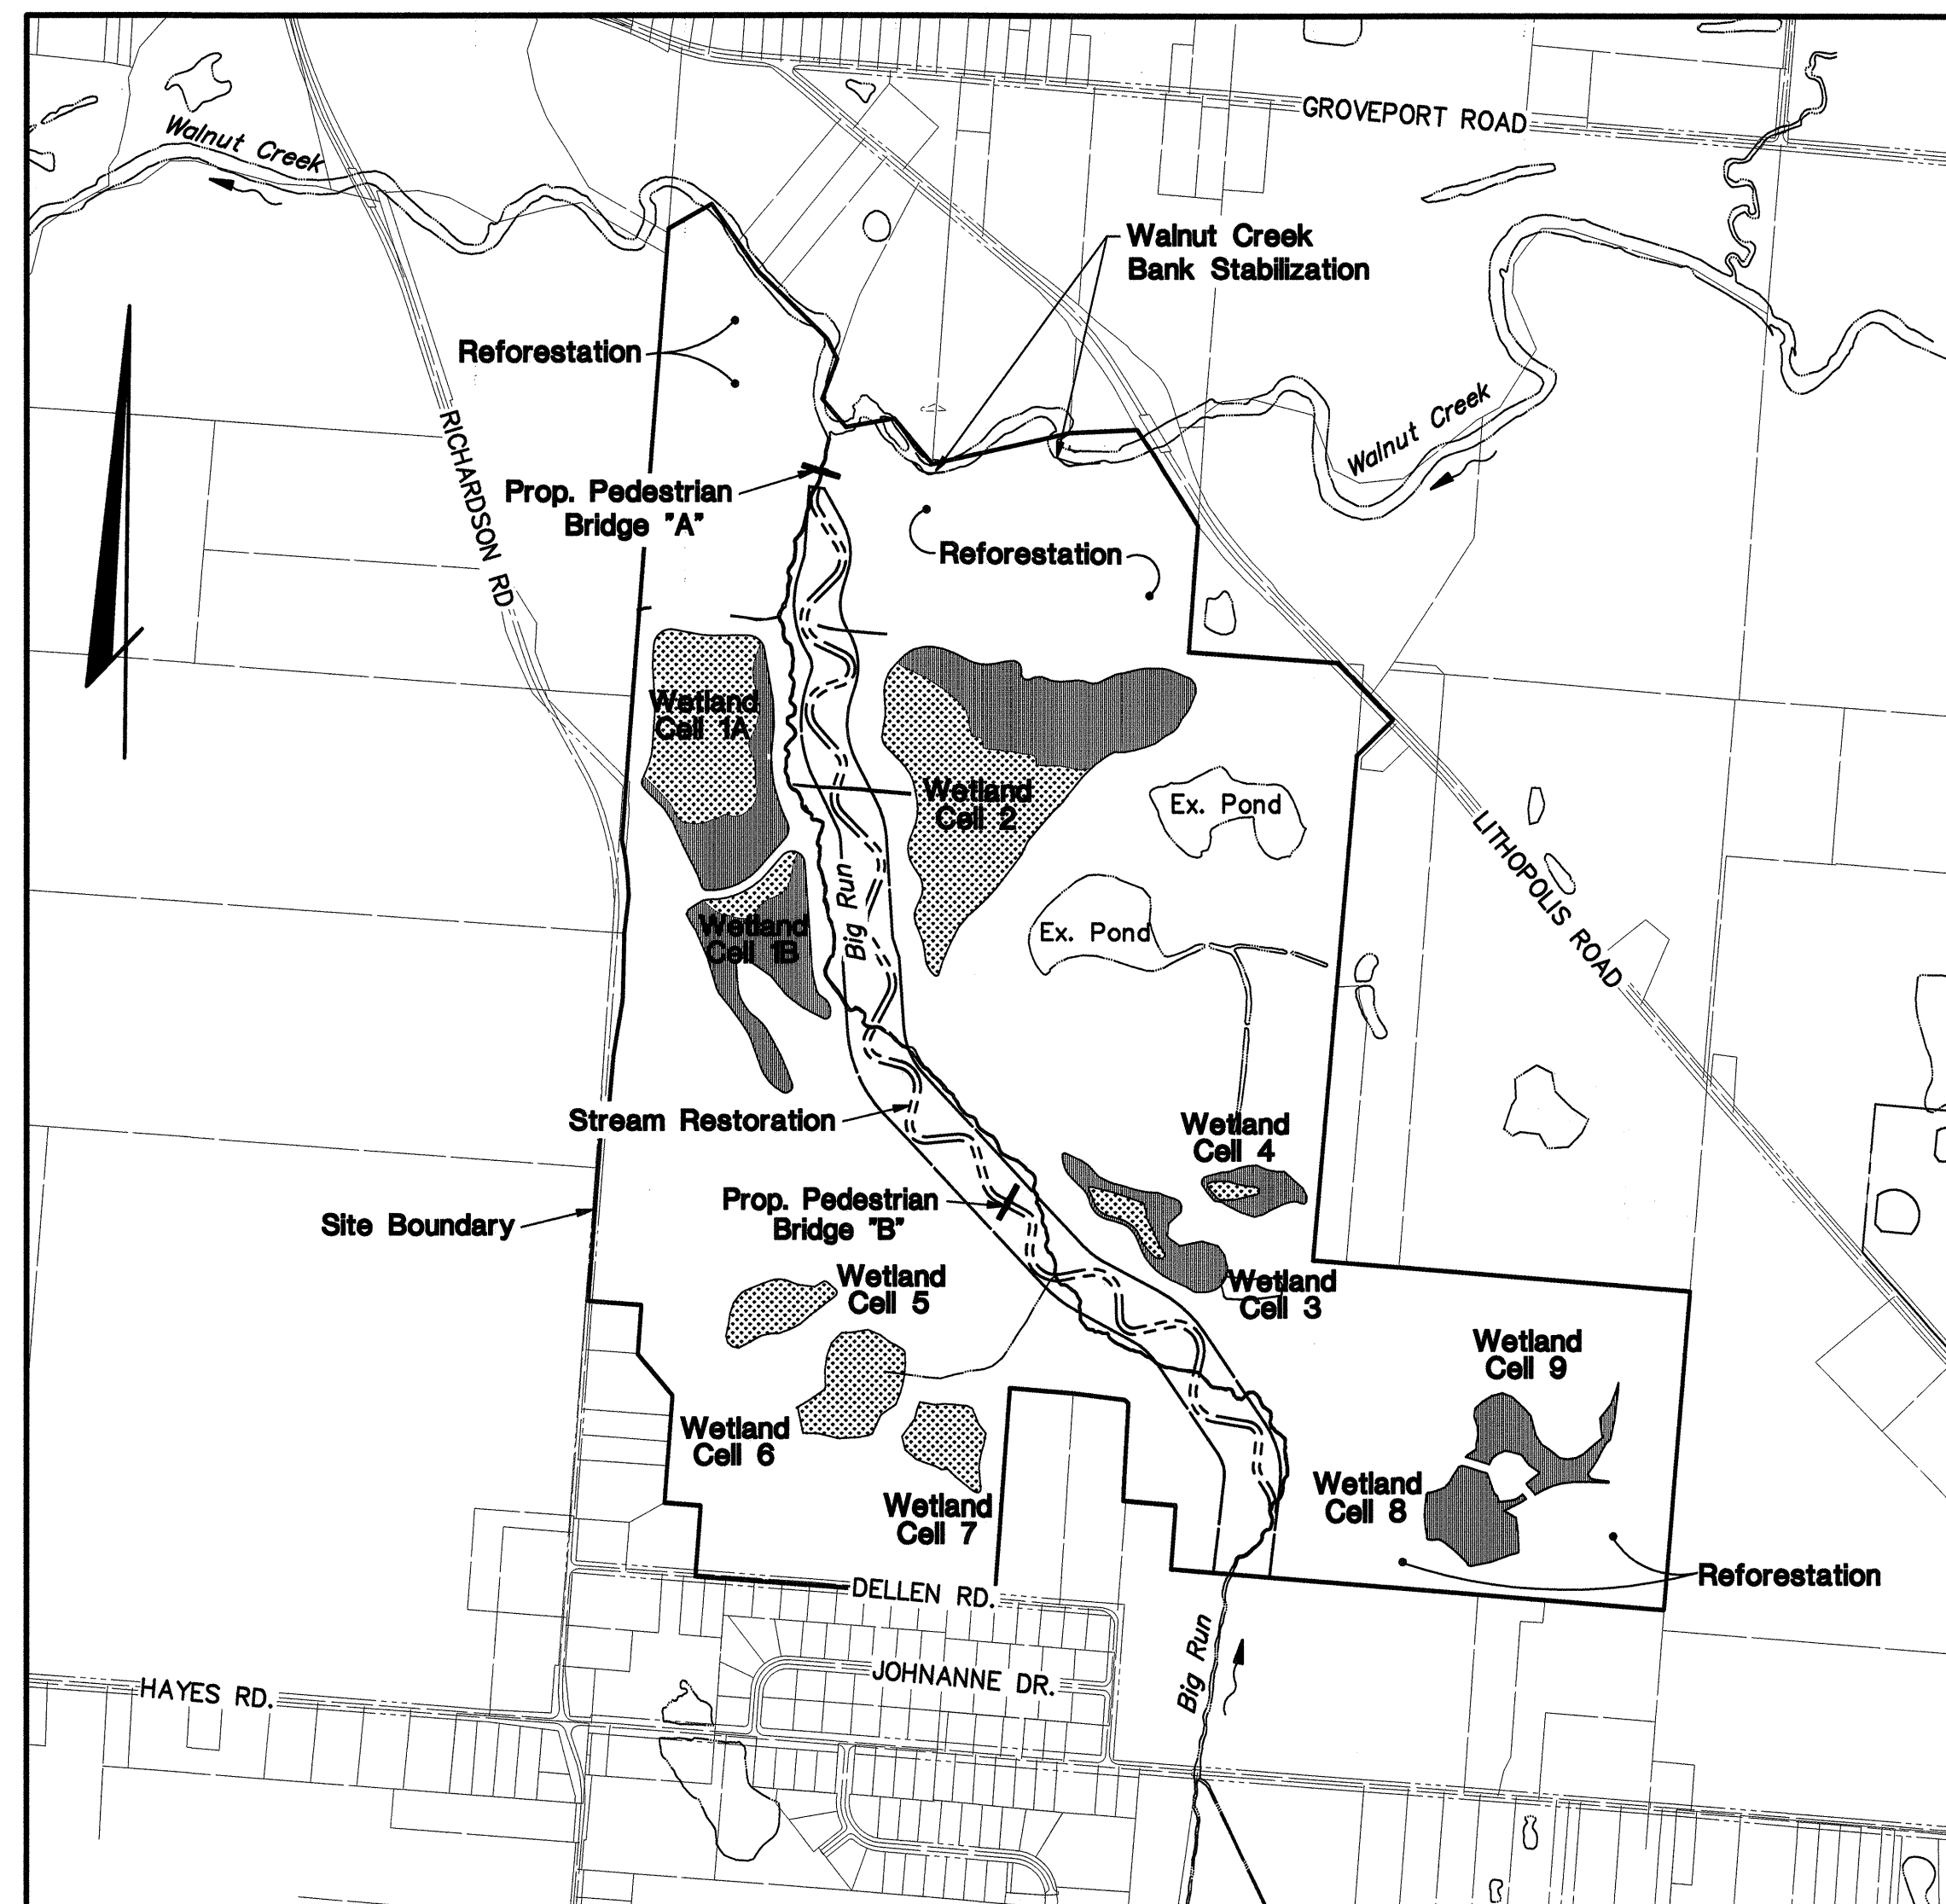 GROVEPORT ROAD
Walnut Creek
Walnut Creek
Bank Stabilization
Reforestation
Walnut Creek
RICHARDSON RD
Prop. Pedestrian
Bridge "A"
Reforestation
Wetland
Cell 1A
Wetland
Cell 2
Ex. Pond
LITHOPOLIS ROAD
Big Run
Ex. Pond
Wetland
Cell 1B
Stream Restoration
Wetland
Cell 4
Prop. Pedestrian
Bridge "B"
Site Boundary
Wetland
Cell 5
Wetland
Cell 3
Wetland
Cell 9
Wetland
Cell 6
Wetland
Cell 8
Wetland
Cell 7
Reforestation
DELLEN RD.
Big Run
JOHNANNE DR.
HAYES RD.